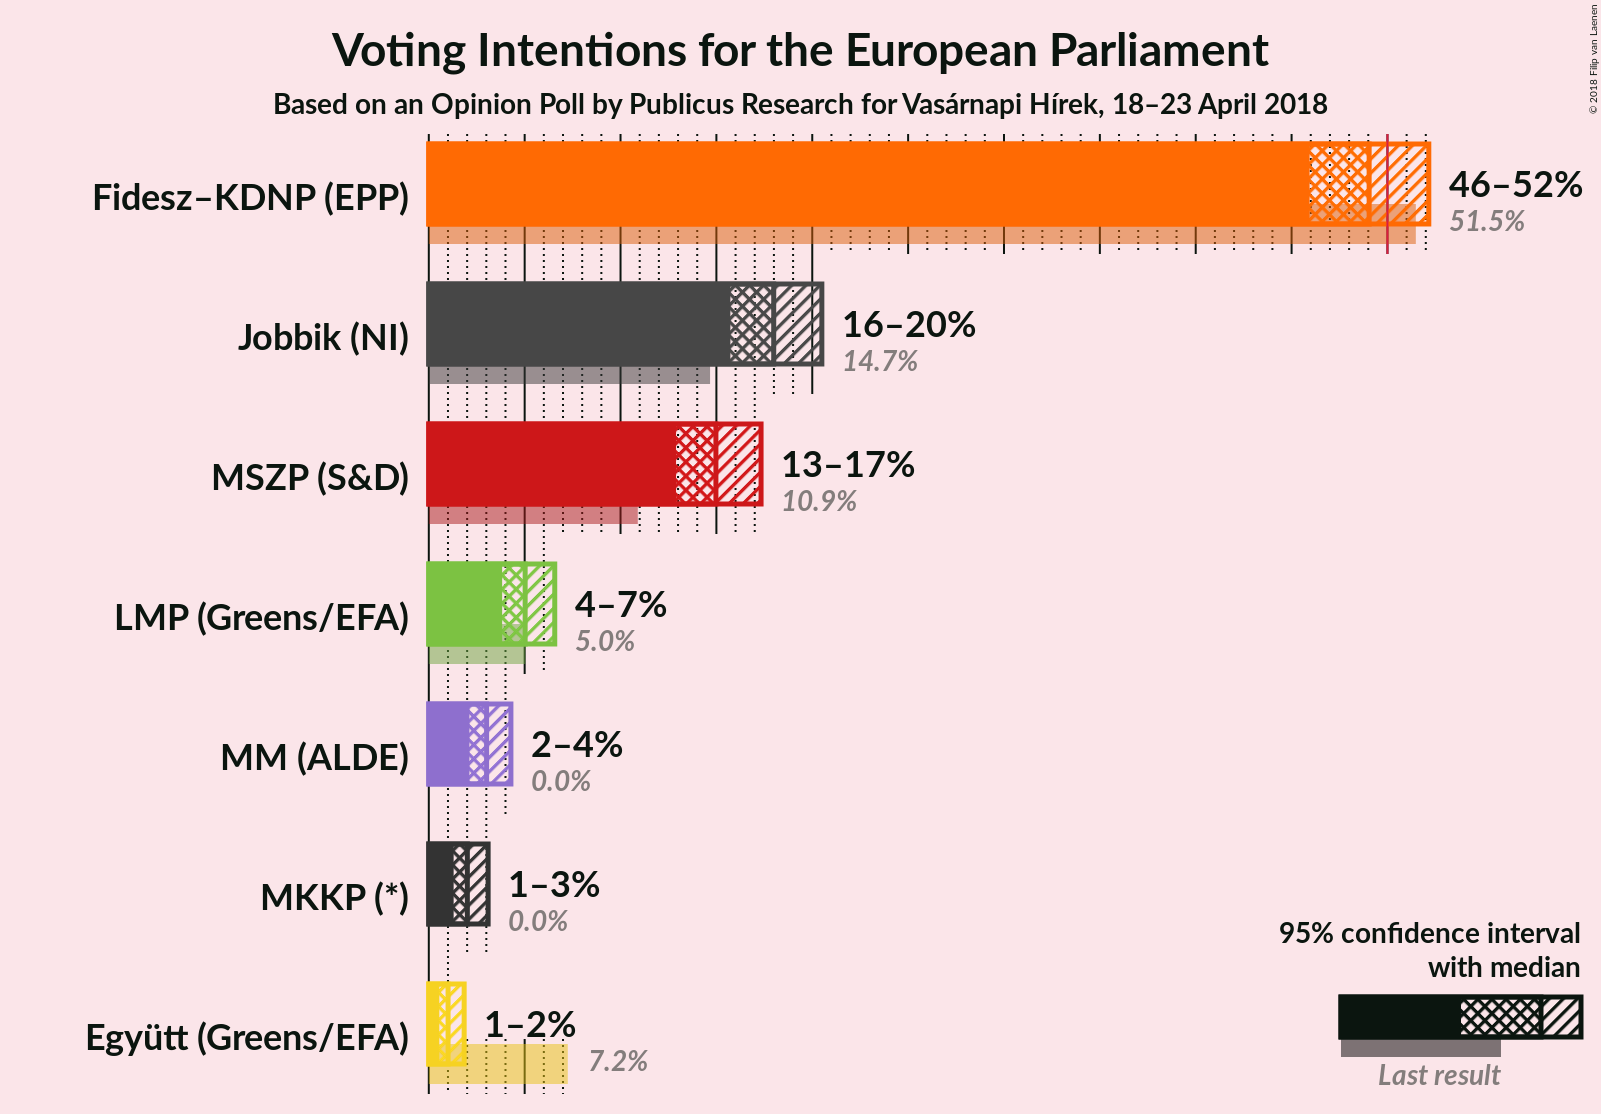 Voting Intentions for the European Parliament
Based on an Opinion Poll by Publicus Research for Vasárnapi Hírek, 18–23 April 2018
© 2018 Filip van Laenen
Fidesz–KDNP (EPP)
46–52%
51.5%
Jobbik (NI)
16–20%
14.7%
MSZP (S&D)
13–17%
10.9%
LMP (Greens/EFA)
4–7%
5.0%
MM (ALDE)
2–4%
0.0%
MKKP (*)
1–3%
0.0%
Együtt (Greens/EFA)
1–2%
7.2%
95% confidence interval
with median
Last result